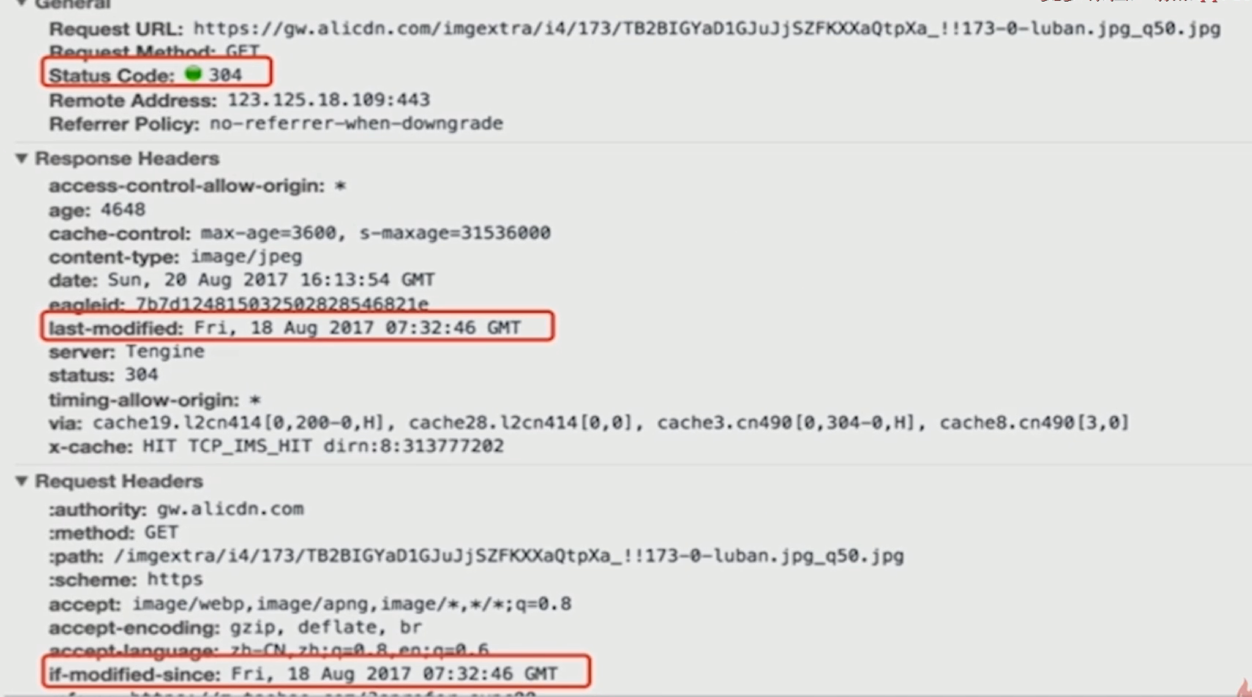 General
Request URL: https://gw.alicdn.com/imgextra/i4/173/TB2BIGYaD1GJuJjSZFKXXaQtpXa_!!173-0-luban.jpg_q50.jpg
Request Method: GET
Status Code: 304
Remote Address: 123.125.18.109:443
Referrer Policy: no-referrer-when-downgrade
Response Headers
access-control-allow-origin: *
age: 4648
cache-control: max-age=3600, s-maxage=31536000
content-type: image/jpeg
date: Sun, 20 Aug 2017 16:13:54 GMT
eagleid: 7b7d124815032502828546821e
last-modified: Fri, 18 Aug 2017 07:32:46 GMT
server: Tengine
status: 304
timing-allow-origin: *
via: cache19.l2cn414[0,200-0,H], cache28.l2cn414[0,0], cache3.cn490[0,304-0,H], cache8.cn490[3,0]
x-cache: HIT TCP_IMS_HIT dirn:8:313777202
Request Headers
:authority: gw.alicdn.com
:method: GET
:path: /imgextra/i4/173/TB2BIGYaD1GJuJjSZFKXXaQtpXa_!!173-0-luban.jpg_q50.jpg
:scheme: https
accept: image/webp,image/apng,image/*,*/*;q=0.8
accept-encoding: gzip, deflate, br
accept-language: zh-CN,zh;q=0.8,en;q=0.6
if-modified-since: Fri, 18 Aug 2017 07:32:46 GMT